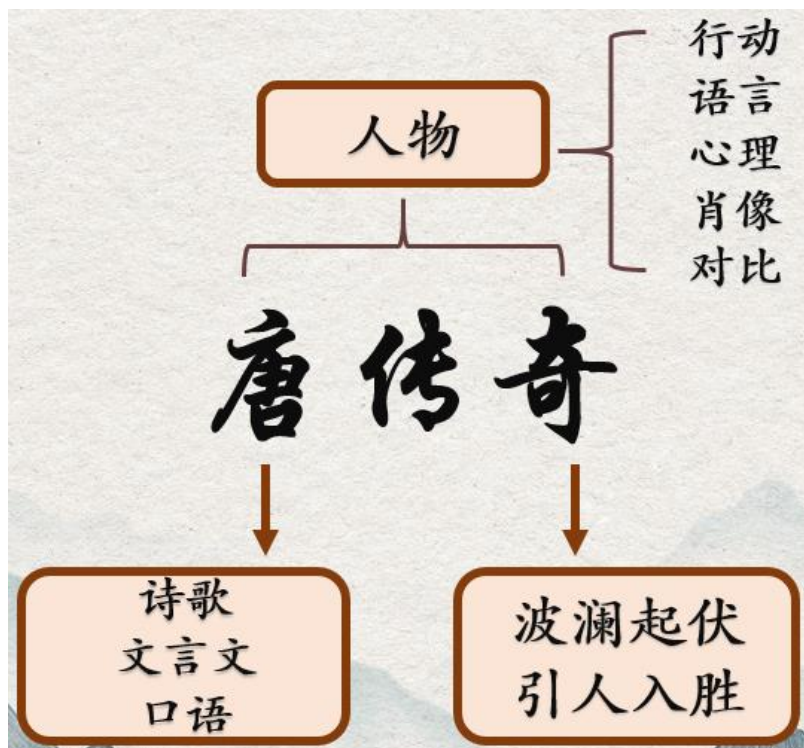 人物
行动
语言
心理
肖像
对比
唐传奇
诗歌
文言文
口语
波澜起伏
引人入胜